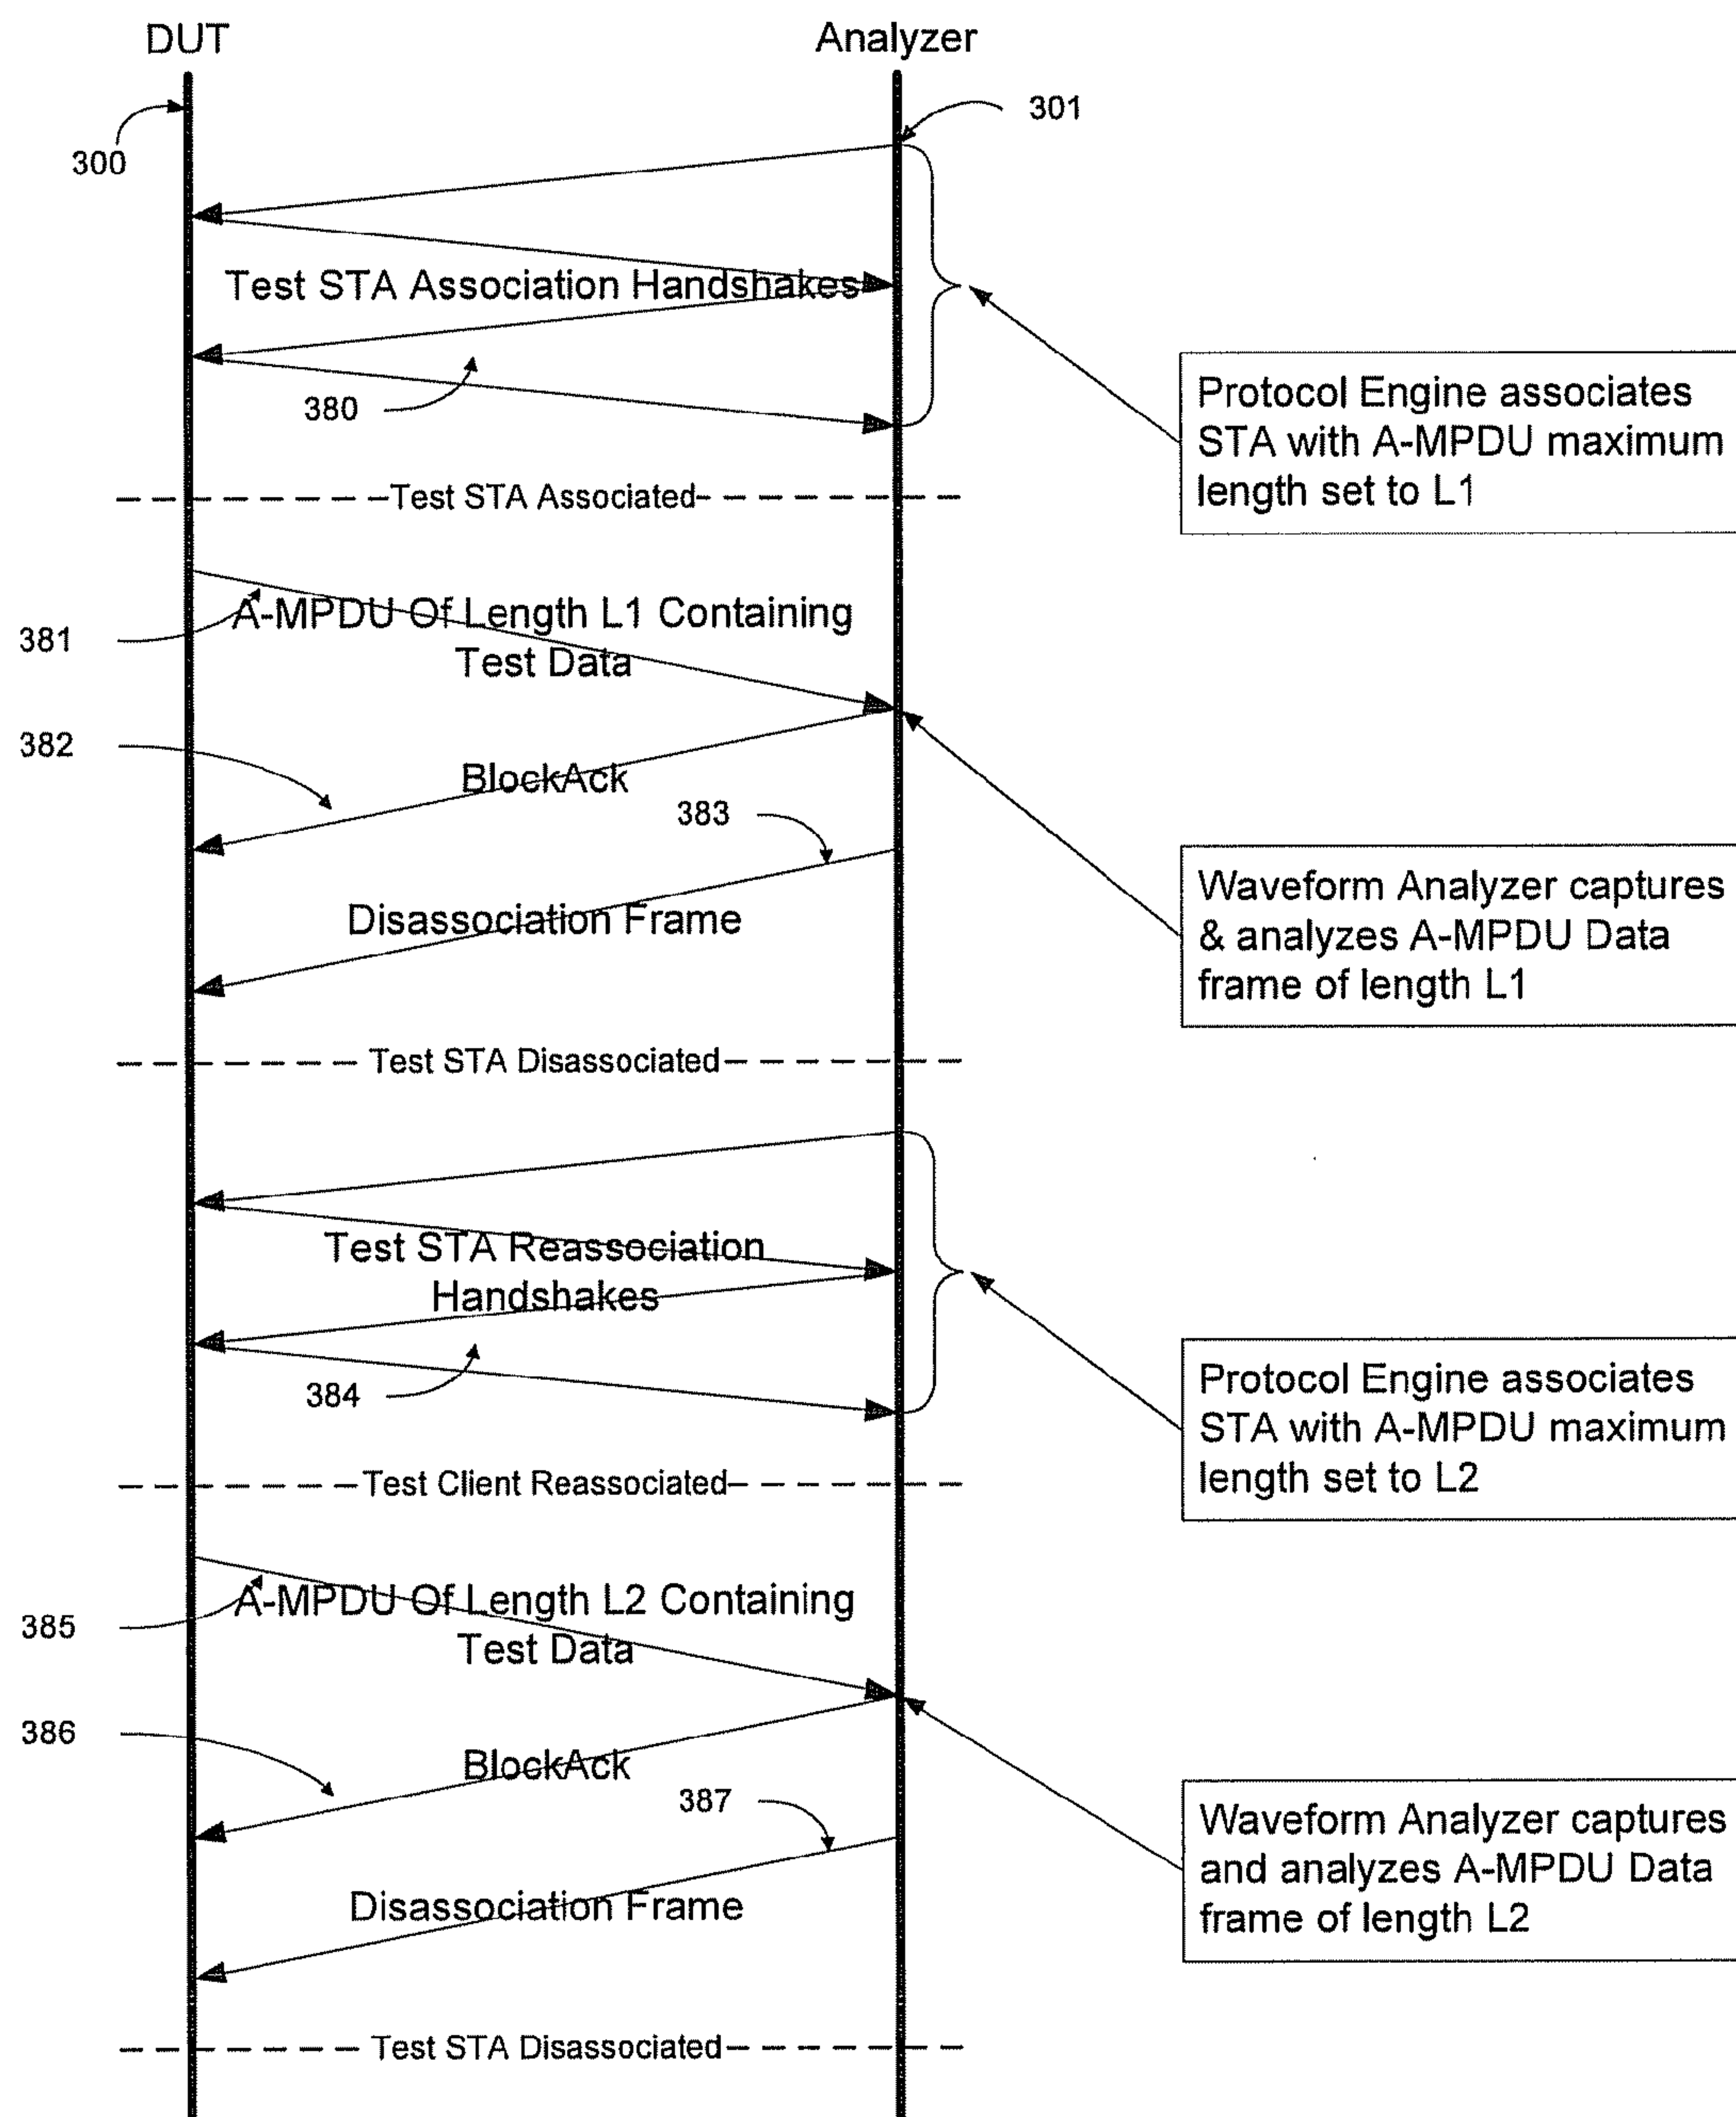 DUT
Analyzer
301
300
Test STA Association Handshakes
380
Protocol Engine associates
STA with A-MPDU maximum
length set to L1
Test STA Associated
A-MPDU Of Length L1 Containing
381
Test Data
382
BlockAck
383
Waveform Analyzer captures
& analyzes A-MPDU Data
frame of length L1
Disassociation Frame
Test STA Disassociated
Test STA Reassociation
Handshakes
384
Protocol Engine associates
STA with A-MPDU maximum
length set to L2
Test Client Reassociated
A-MPDU Of Length L2 Containing
385
Test Data
386
BlockAck
387
Waveform Analyzer captures
and analyzes A-MPDU Data
frame of length L2
Disassociation Frame
Test STA Disassociated